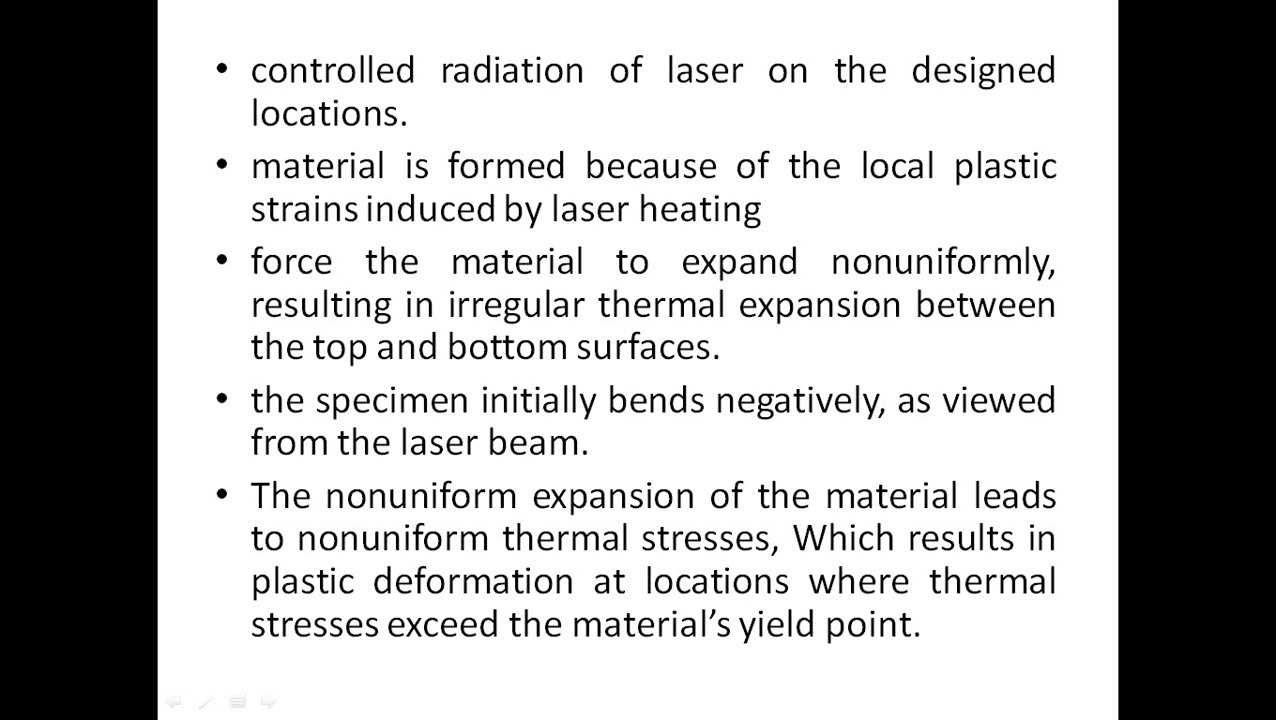 • controlled radiation of laser on the designed
locations.
• material is formed because of the local plastic
strains induced by laser heating
• force the material to expand nonuniformly,
resulting in irregular thermal expansion between
the top and bottom surfaces.
• the specimen initially bends negatively, as viewed
from the laser beam.
• The nonuniform expansion of the material leads
to nonuniform thermal stresses, Which results in
plastic deformation at locations where thermal
stresses exceed the material’s yield point.